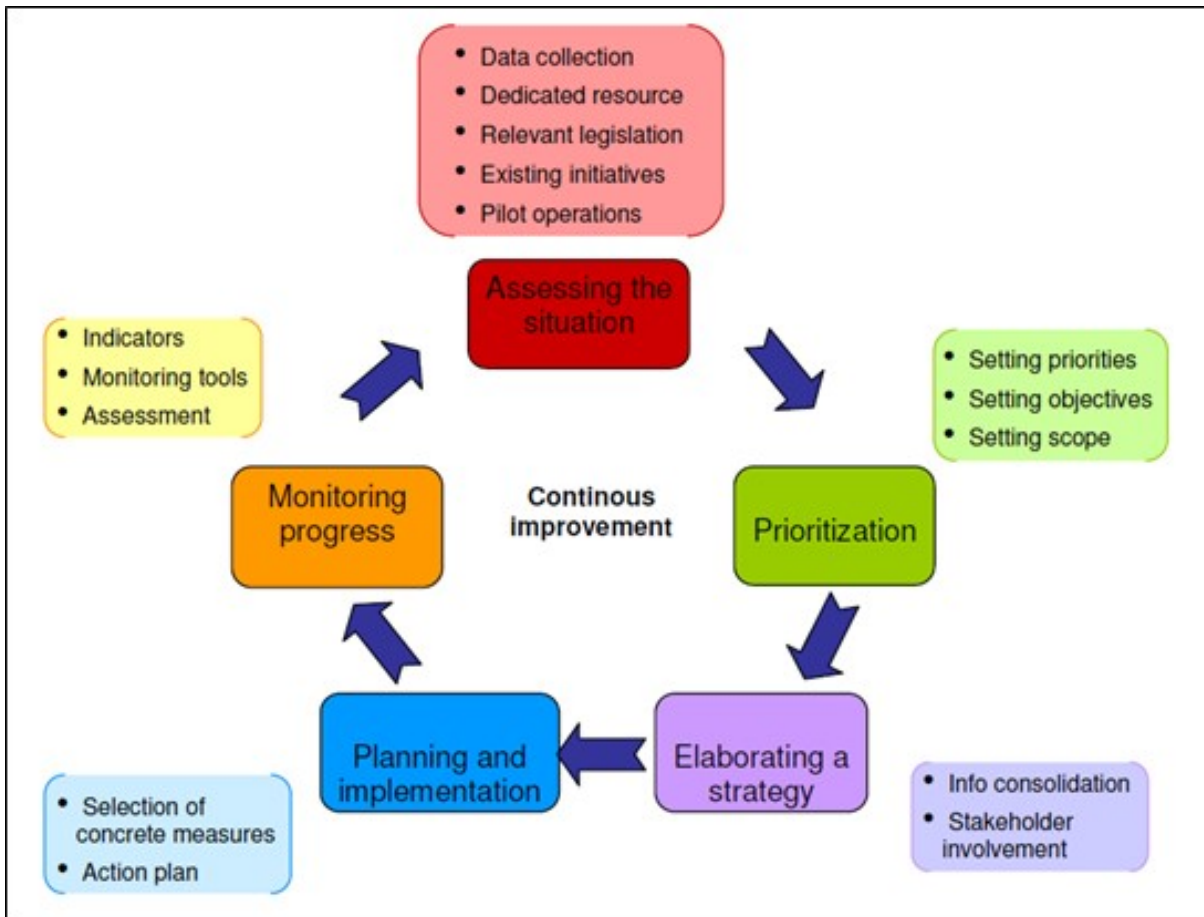 • Data collection
• Dedicated resource
• Relevant legislation
• Existing initiatives
• Pilot operations
Assessing the
situation
• Indicators
• Monitoring tools
• Assessment
• Setting priorities
• Setting objectives
• Setting scope
Monitoring
progress
Continous
improvement
Prioritization
Planning and
implementation
Elaborating a
strategy
• Selection of
concrete measures
• Action plan
• Info consolidation
• Stakeholder
involvement